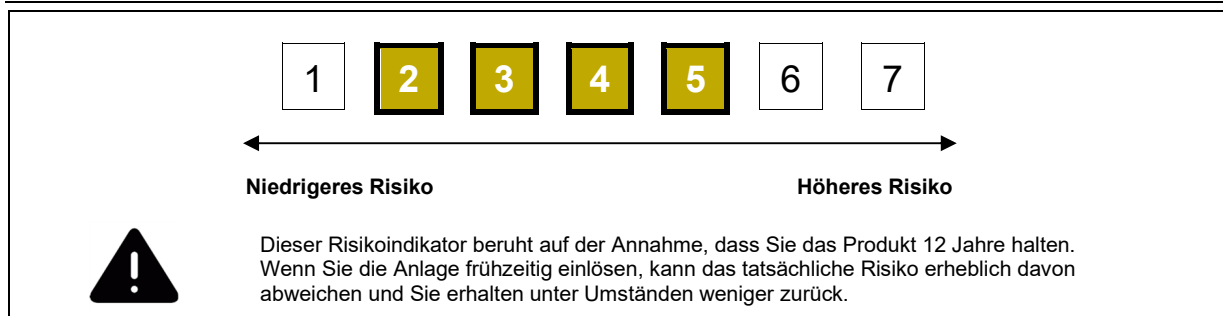 1 2 3 4 5 6 7
Niedrigeres Risiko Höheres Risiko
Dieser Risikoindikator beruht auf der Annahme, dass Sie das Produkt 12 Jahre halten.
Wenn Sie die Anlage frühzeitig einlösen, kann das tatsächliche Risiko erheblich davon
abweichen und Sie erhalten unter Umständen weniger zurück.